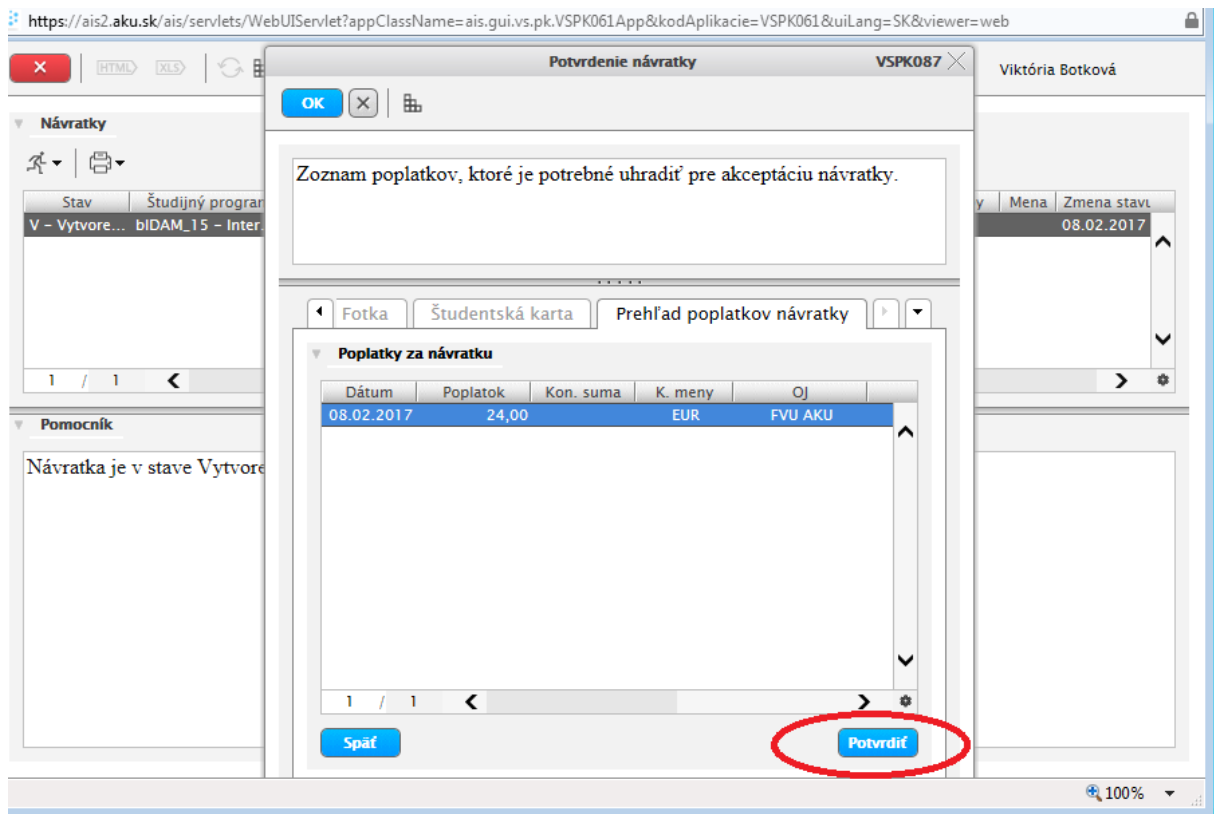 https://ais2.aku.sk/ais/servlets/WebUIServlet?appClassName=ais.gui.vs.pk.VSPK061App&kodAplikacie=VSPK061&uiLang=SK&viewer=web
HTML XLS
Viktória Botková
Potvrdenie návratky VSPK087
OK
Návratky
Stav Študijný program
Mena Zmena stavu
V – Vytvore... bIDAM_15 – Inter.
08.02.2017
1 / 1
Pomocník
Návratka je v stave Vytvore
Zoznam poplatkov, ktoré je potrebné uhradiť pre akceptáciu návratky.
Fotka Študentská karta Prehľad poplatkov návratky
Poplatky za návratku
Dátum Poplatok Kon. suma K. meny OJ
08.02.2017 24,00 EUR FVU AKU
1 / 1
Späť Potvrdiť
100%